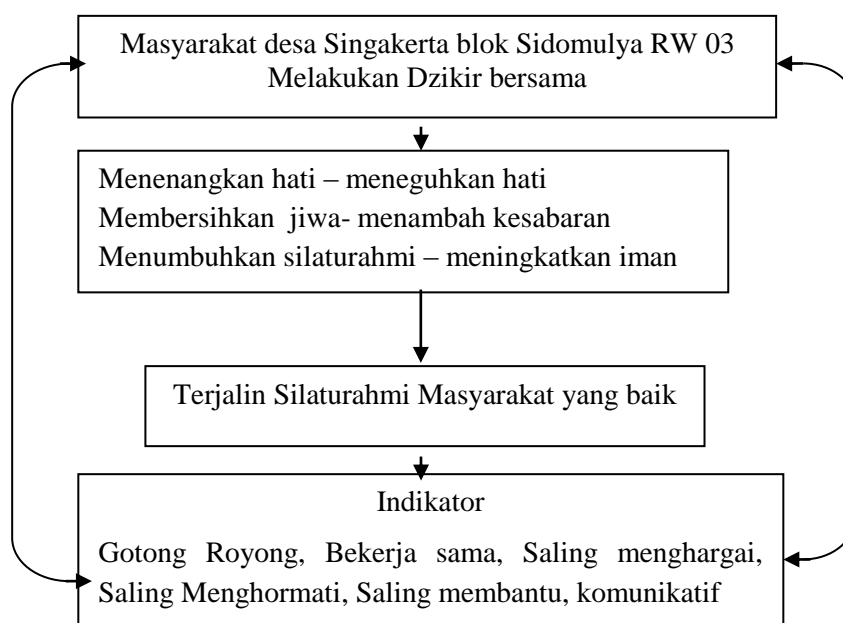 Masyarakat desa Singakerta blok Sidomulya RW 03
Melakukan Dzikir bersama
Menenangkan hati – meneguhkan hati
Membersihkan jiwa- menambah kesabaran
Menumbuhkan silaturahmi – meningkatkan iman
Terjalin Silaturahmi Masyarakat yang baik
Indikator
Gotong Royong, Bekerja sama, Saling menghargai,
Saling Menghormati, Saling membantu, komunikatif